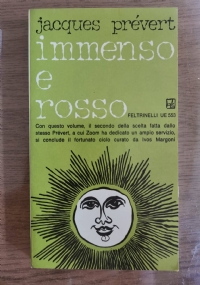 jacques prévert
immenso
e
rosso
FELTRINELLI UE 555
Con questo volume, il secondo della scelta fatta dallo
stesso Prévert, a cui Zoom ha dedicato un ampio servizio,
si conclude il fortunato ciclo curato da Ivos Margoni